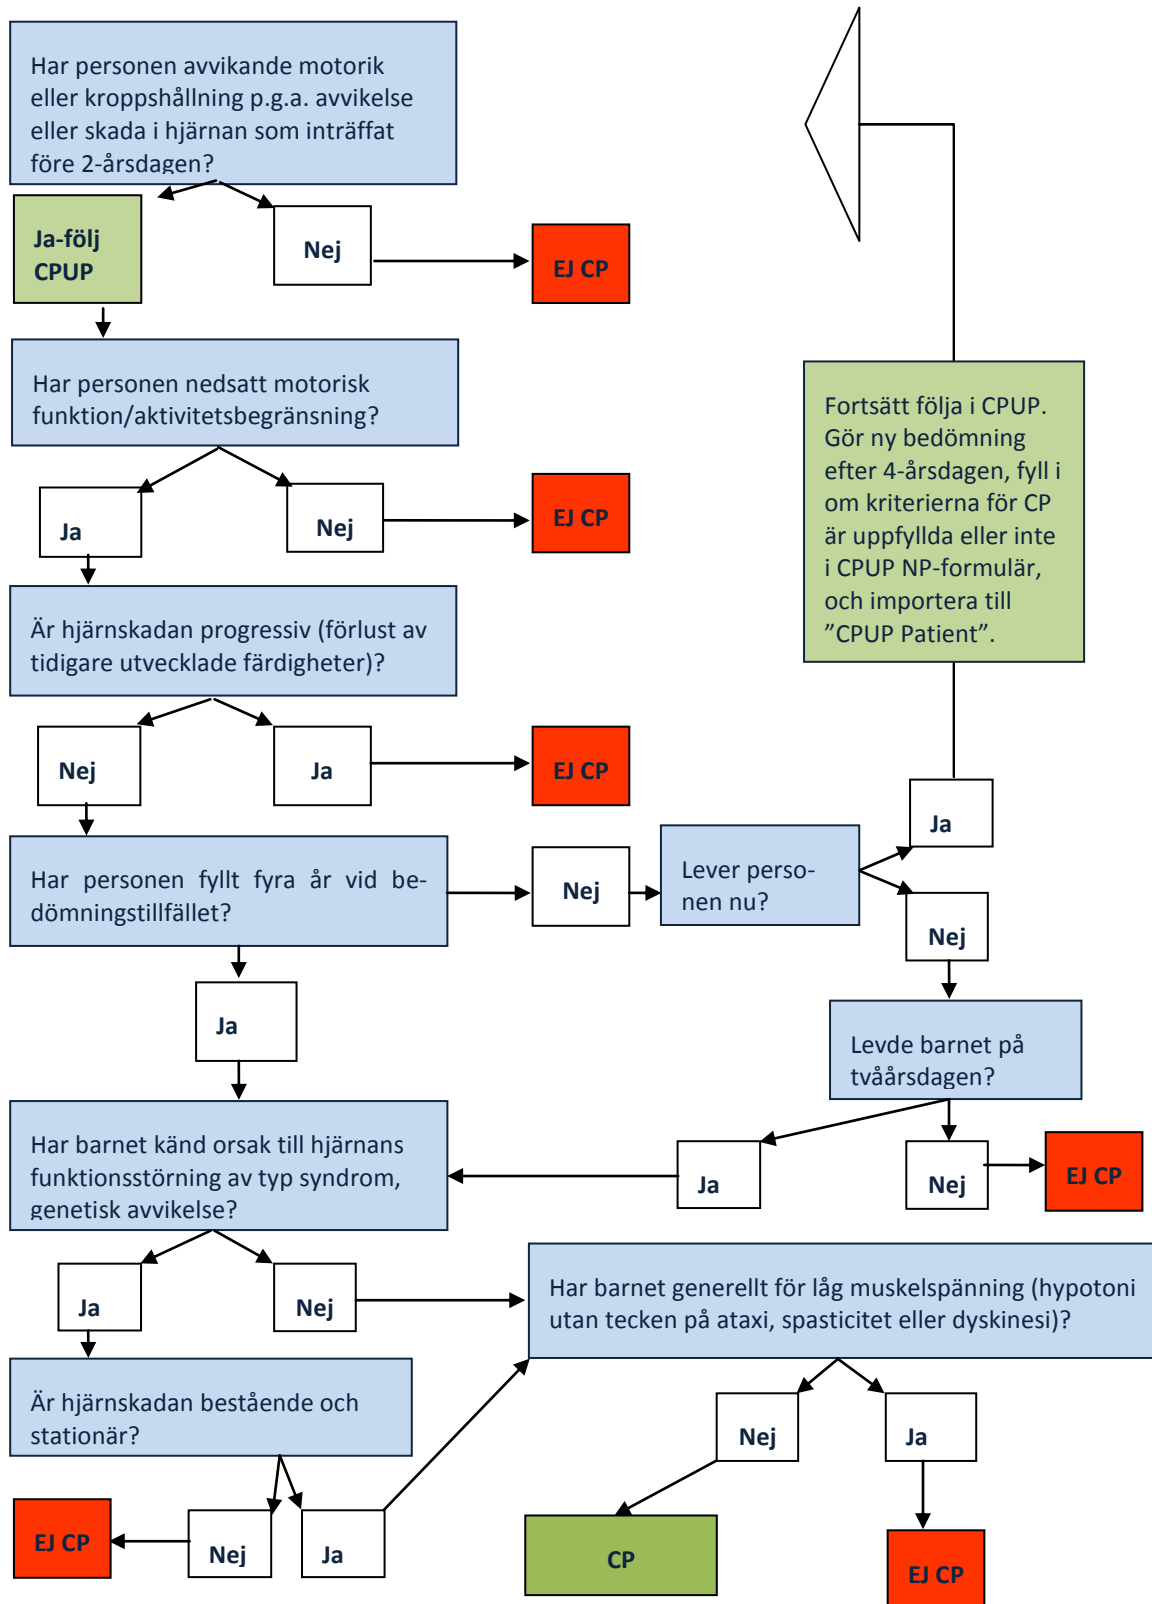 Har personen avvikande motorik
eller kroppshållning p.g.a. avvikelse
eller skada i hjärnan som inträffat
före 2-årsdagen?
Ja-följ
CPUP
Nej
EJ CP
Har personen nedsatt motorisk
funktion/aktivitetsbegränsning?
Ja
Nej
EJ CP
Är hjärnskadan progressiv (förlust av
tidigare utvecklade färdigheter)?
Nej
Ja
EJ CP
Har personen fyllt fyra år vid be-
dömningstillfället?
Nej
Lever perso-
nen nu?
Ja
Fortsätt följa i CPUP.
Gör ny bedömning
efter 4-årsdagen, fyll i
om kriterierna för CP
är uppfyllda eller inte
i CPUP NP-formulär,
och importera till
”CPUP Patient”.
Nej
Levde barnet på
tvåårsdagen?
Ja
Nej
EJ CP
Ja
Har barnet känd orsak till hjärnans
funktionsstörning av typ syndrom,
genetisk avvikelse?
Ja
Nej
Har barnet generellt för låg muskelspänning (hypotoni
utan tecken på ataxi, spasticitet eller dyskinesi)?
Är hjärnskadan bestående och
stationär?
EJ CP
Nej
Ja
Nej
Ja
CP
EJ CP